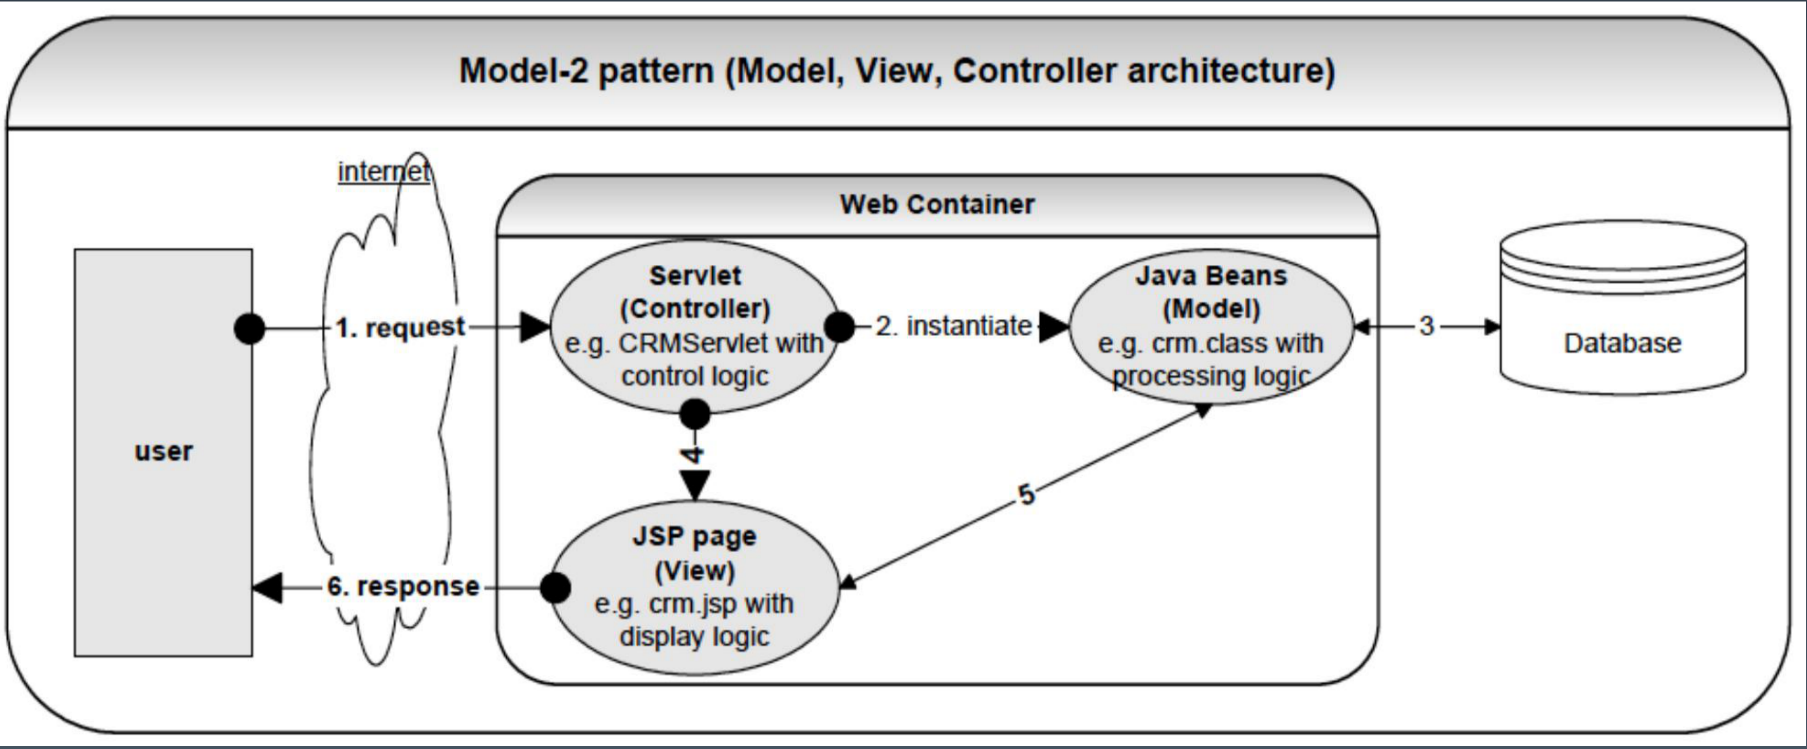 Model-2 pattern (Model, View, Controller architecture)
internet
Web Container
user
1. request
Servlet
(Controller)
e.g. CRMServlet with
control logic
2. instantiate
Java Beans
(Model)
e.g. crm.class with
processing logic
3
Database
4
5
JSP page
(View)
e.g. crm.jsp with
display logic
6. response